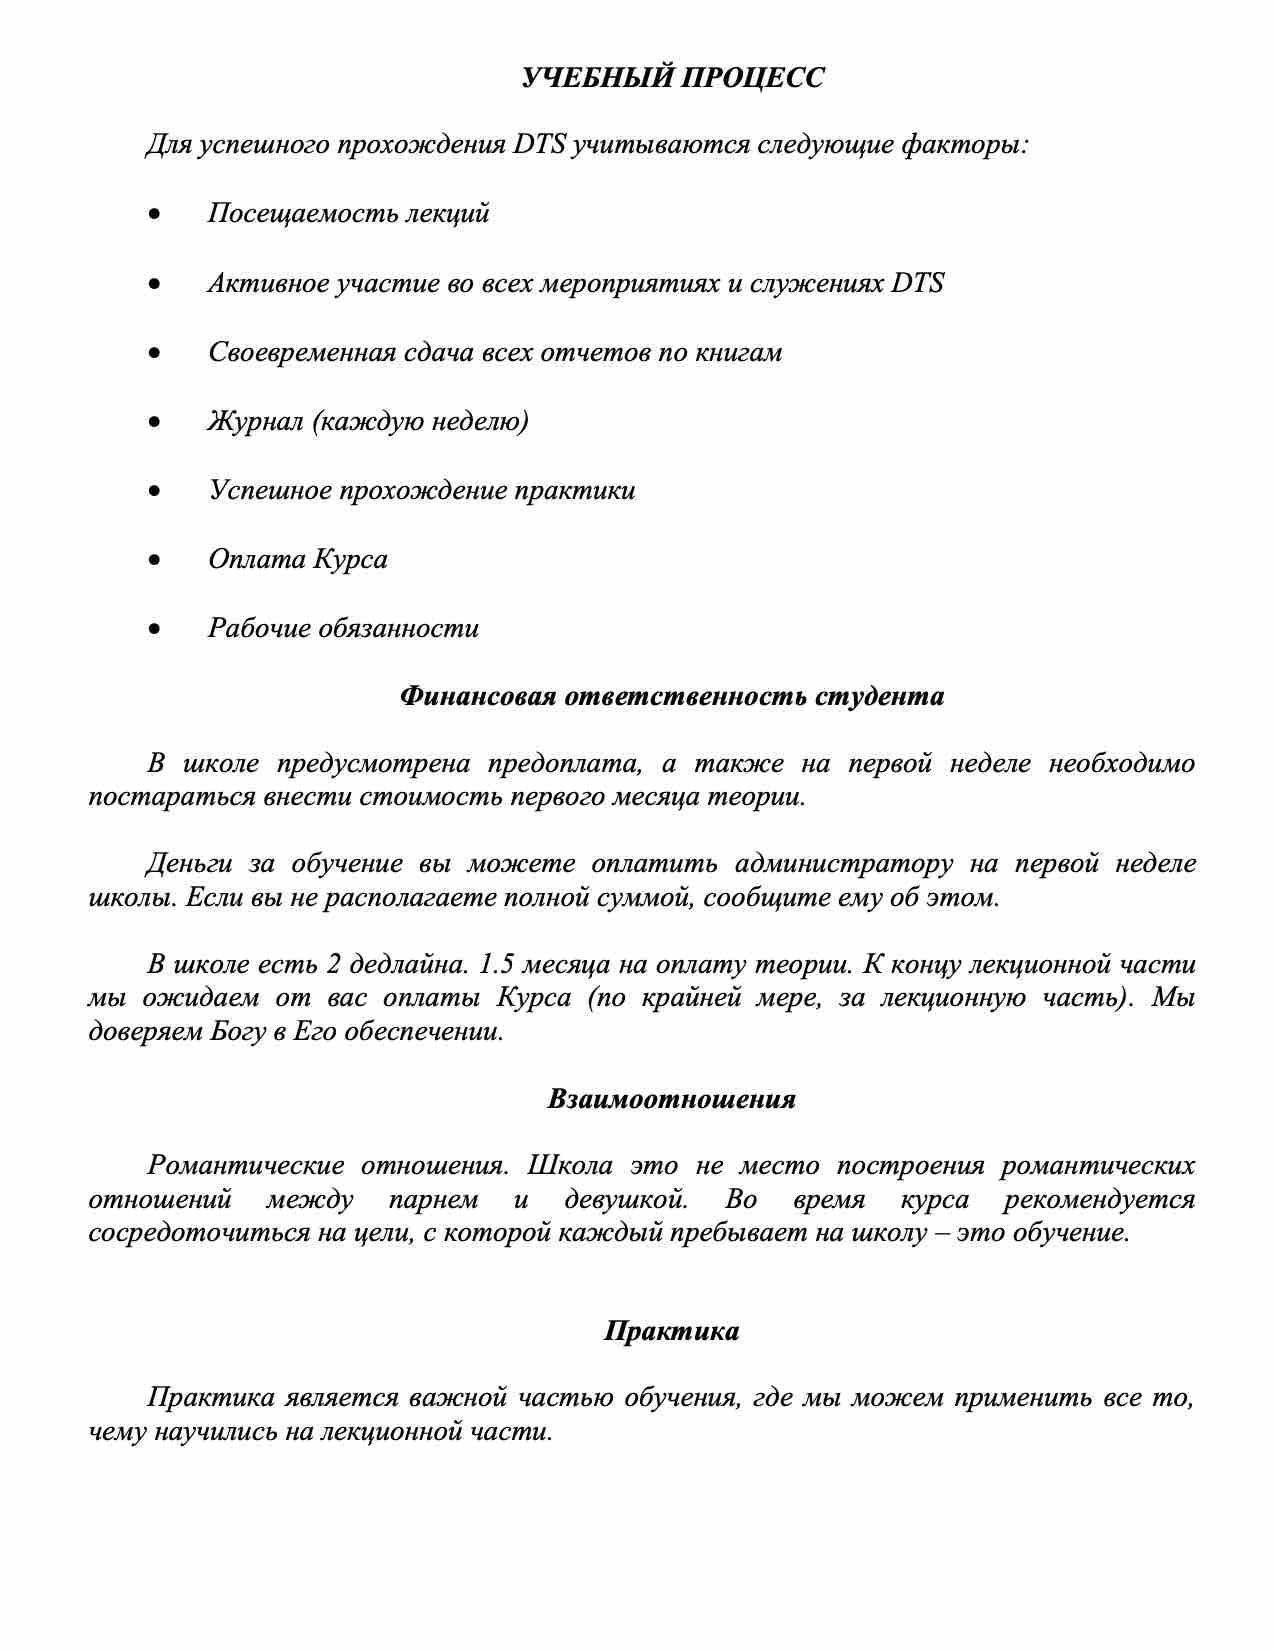 УЧЕБНЫЙ ПРОЦЕСС
Для успешного прохождения DTS учитываются следующие факторы:
• Посещаемость лекций
• Активное участие во всех мероприятиях и служениях DTS
• Своевременная сдача всех отчетов по книгам
• Журнал (каждую неделю)
• Успешное прохождение практики
• Оплата Курса
• Рабочие обязанности
Финансовая ответственность студента
В школе предусмотрена предоплата, а также на первой неделе необходимо
постараться внести стоимость первого месяца теории.
Деньги за обучение вы можете оплатить администратору на первой неделе
школы. Если вы не располагаете полной суммой, сообщите ему об этом.
В школе есть 2 дедлайна. 1.5 месяца на оплату теории. К концу лекционной части
мы ожидаем от вас оплаты Курса (по крайней мере, за лекционную часть). Мы
доверяем Богу в Его обеспечении.
Взаимоотношения
Романтические отношения. Школа это не место построения романтических
отношений между парнем и девушкой. Во время курса рекомендуется
сосредоточиться на цели, с которой каждый пребывает на школу – это обучение.
Практика
Практика является важной частью обучения, где мы можем применить все то,
чему научились на лекционной части.